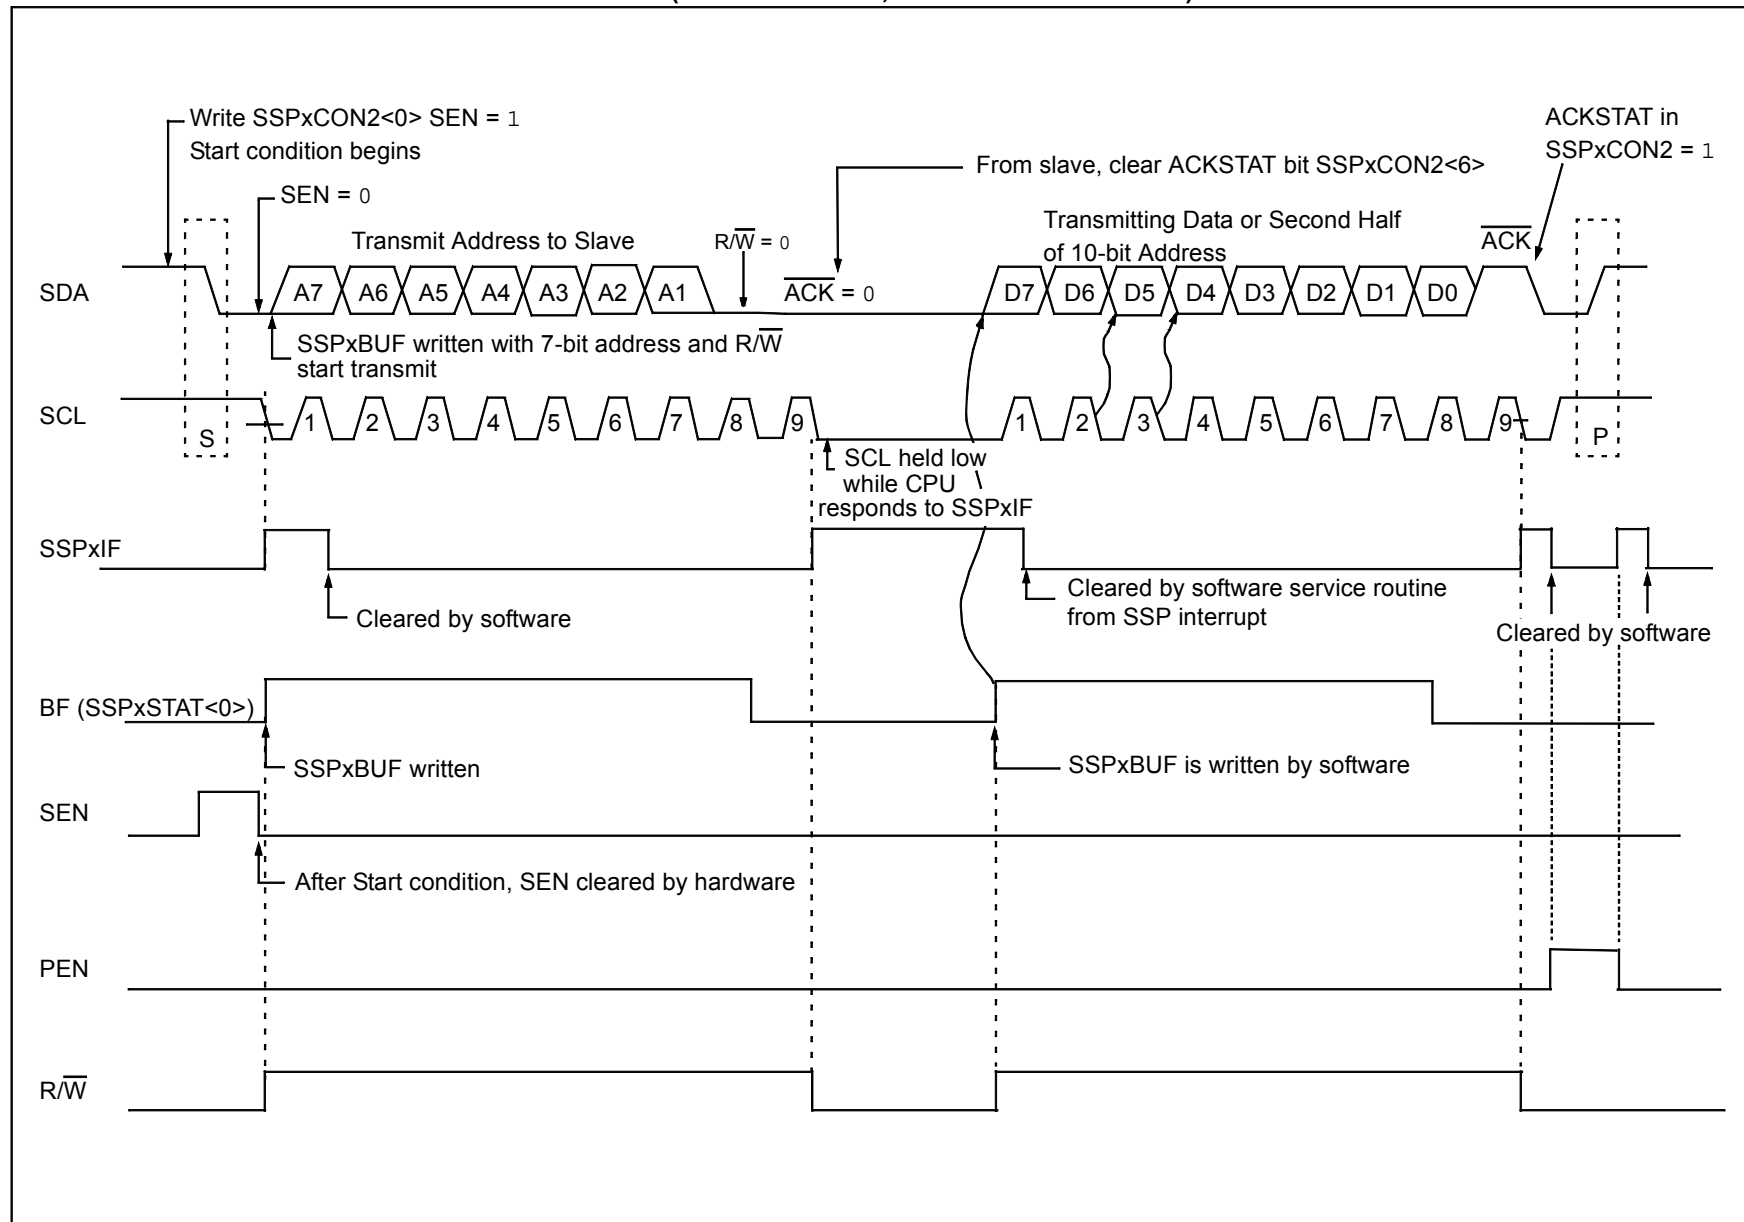 Write SSPxCON2<0> SEN = 1
Start condition begins
ACKSTAT in
SSPxCON2 = 1
From slave, clear ACKSTAT bit SSPxCON2<6>
SEN = 0
Transmitting Data or Second Half
of 10-bit Address
Transmit Address to Slave
R/W̅ = 0
A̅C̅K̅
SDA
A7 A6 A5 A4 A3 A2 A1
A̅C̅K̅ = 0
D7 D6 D5 D4 D3 D2 D1 D0
SSPxBUF written with 7-bit address and R/W̅
start transmit
SCL
S
1 2 3 4 5 6 7 8 9
1 2 3 4 5 6 7 8 9
P
SCL held low
while CPU
responds to SSPxIF
SSPxIF
Cleared by software
Cleared by software service routine
from SSP interrupt
Cleared by software
BF (SSPxSTAT<0>)
SSPxBUF written
SSPxBUF is written by software
SEN
After Start condition, SEN cleared by hardware
PEN
R/W̅